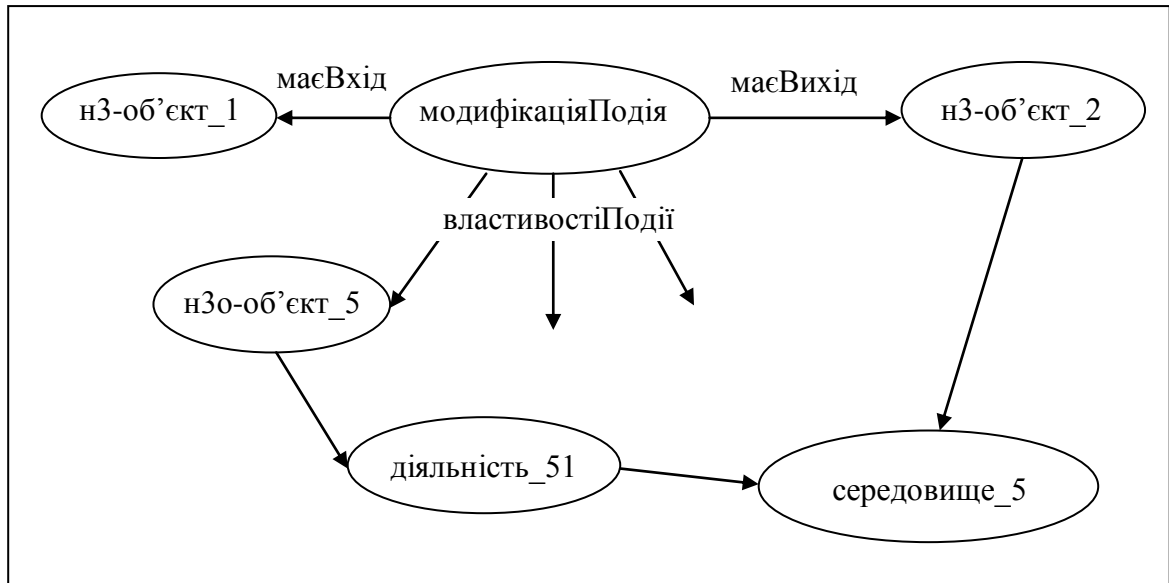 маєВхід
маєВихід
н3-об’єкт_1
модифікаціяПодія
н3-об’єкт_2
властивостіПодії
н3о-об’єкт_5
діяльність_51
середовище_5